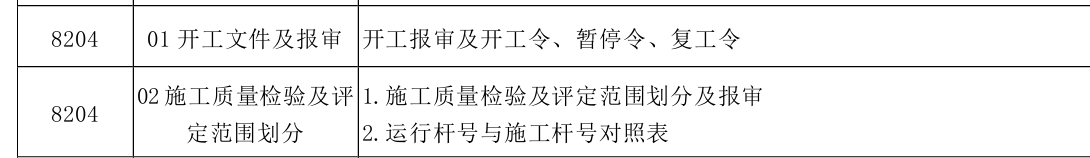 8204 01 开工文件及报审 开工报审及开工令、暂停令、复工令
8204
02 施工质量检验及评
定范围划分
1.施工质量检验及评定范围划分及报审
2.运行杆号与施工杆号对照表